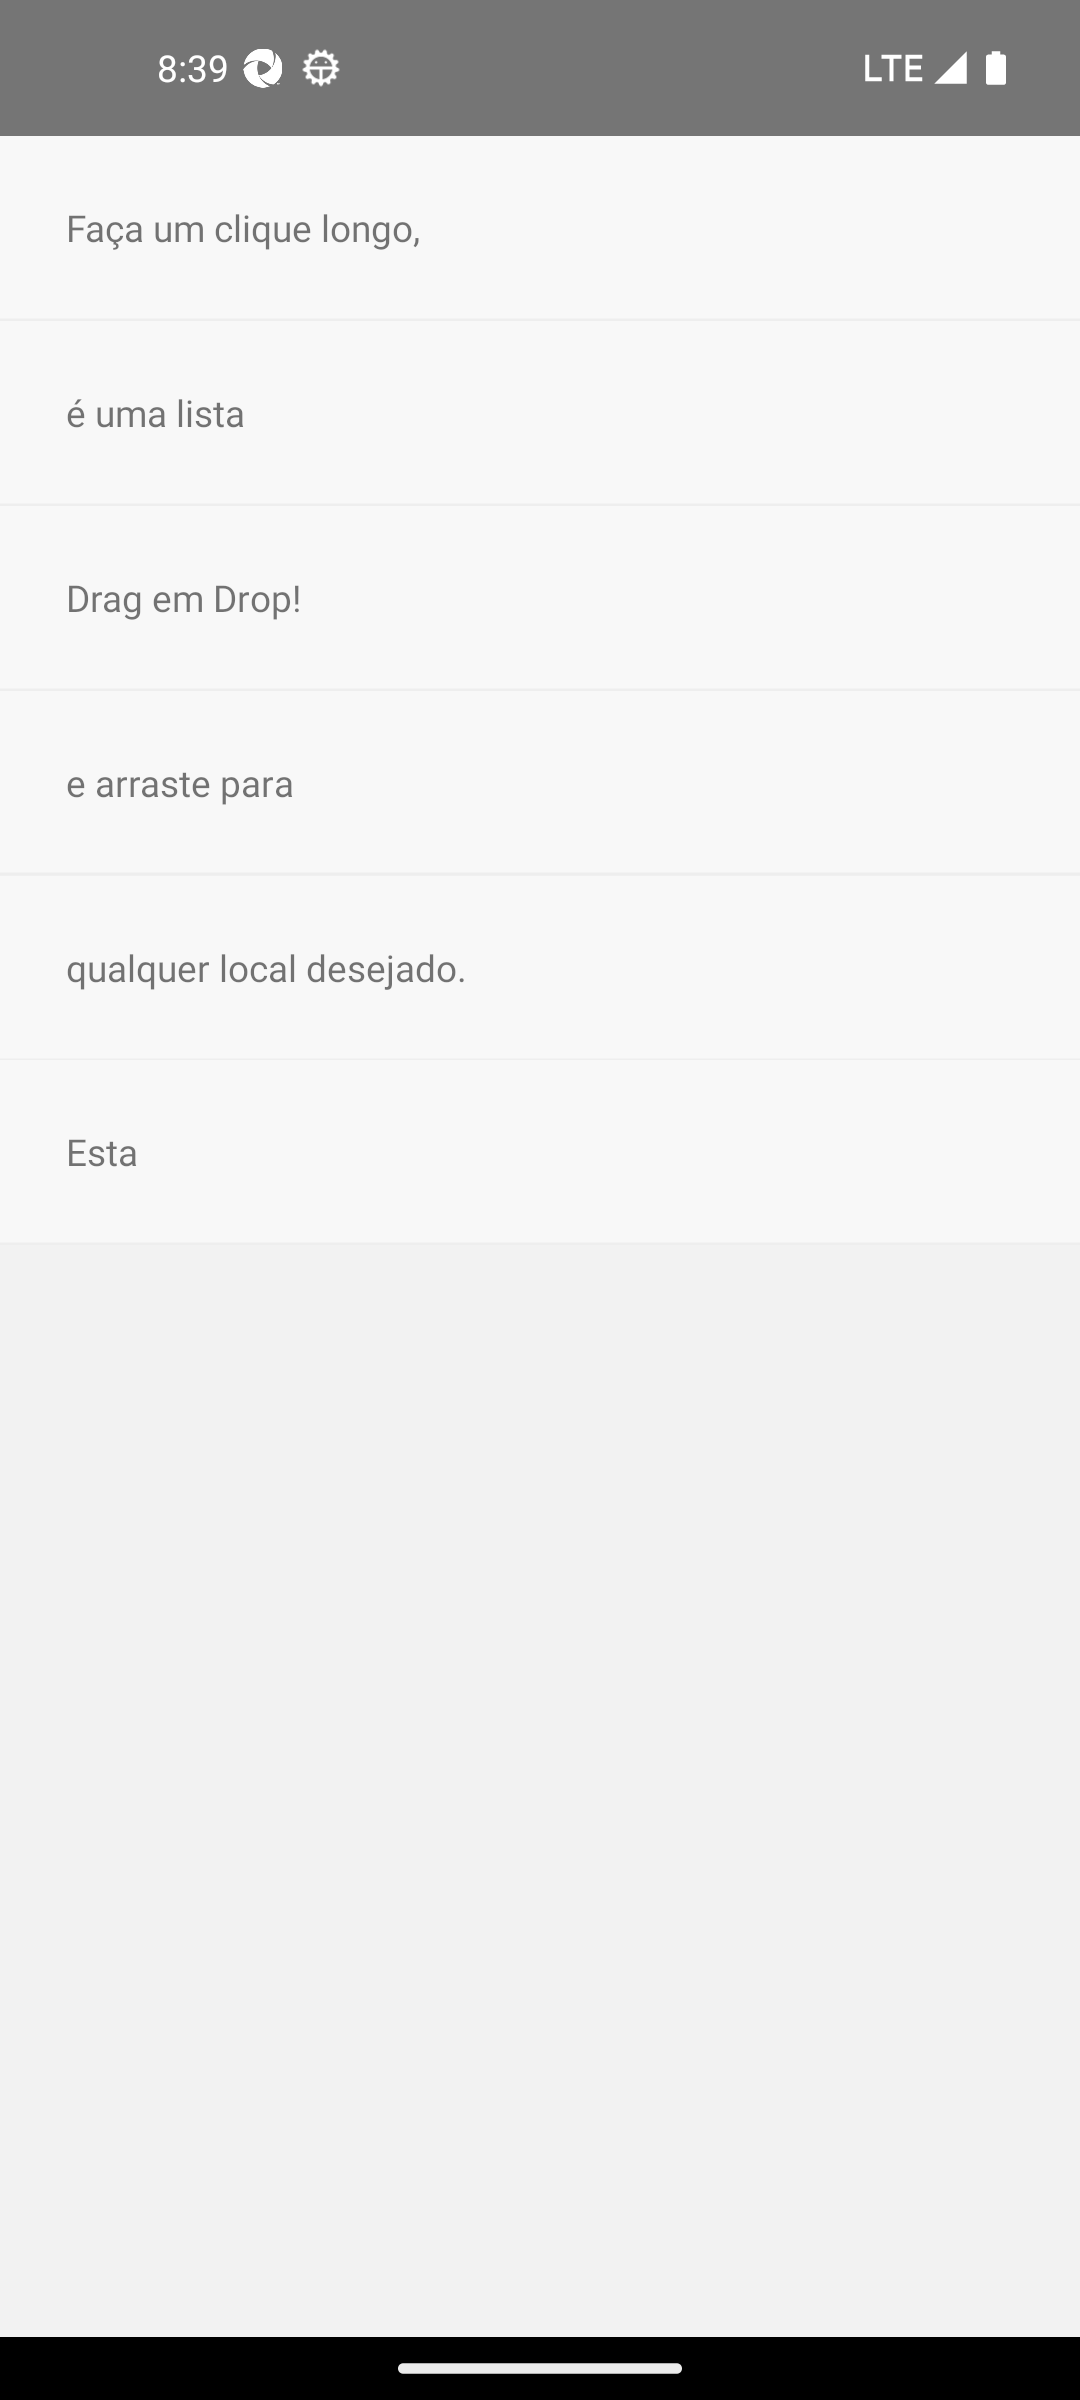 8:39 LTE
Faça um clique longo,
é uma lista
Drag em Drop!
e arraste para
qualquer local desejado.
Esta